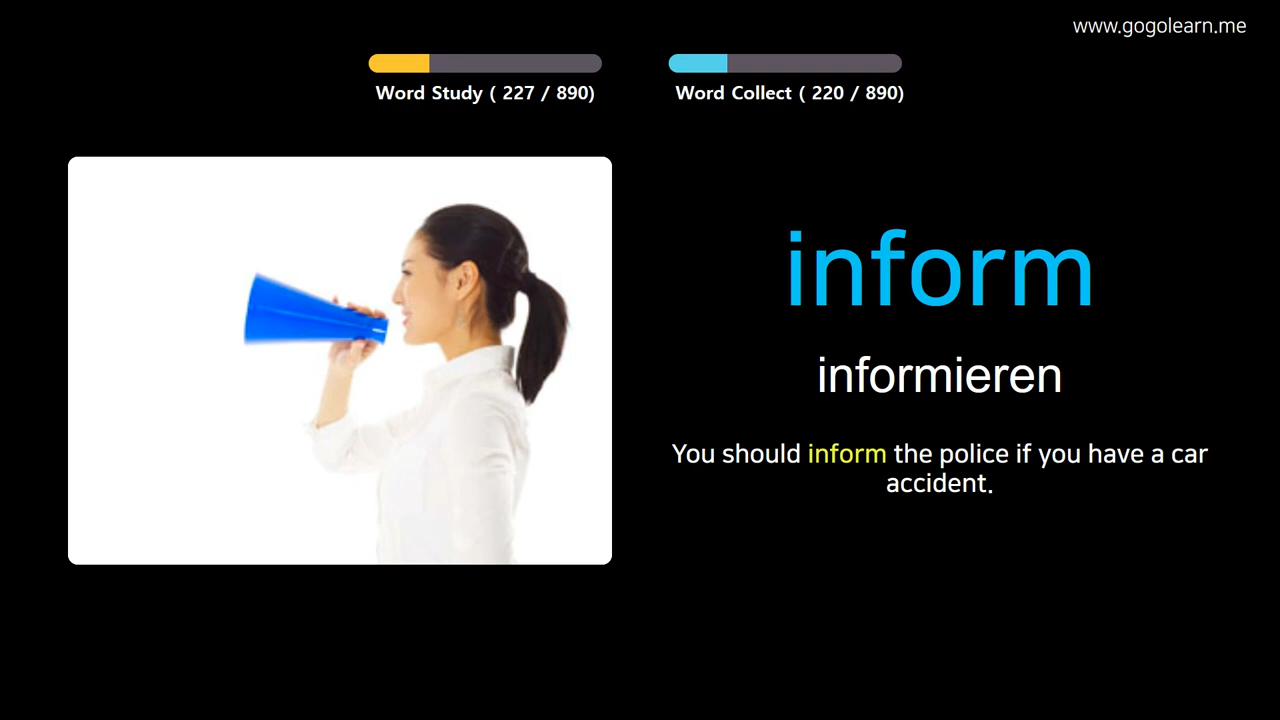 www.gogolearn.me
Word Study ( 227 / 890)
Word Collect ( 220 / 890)
inform
informieren
You should inform the police if you have a car
accident.